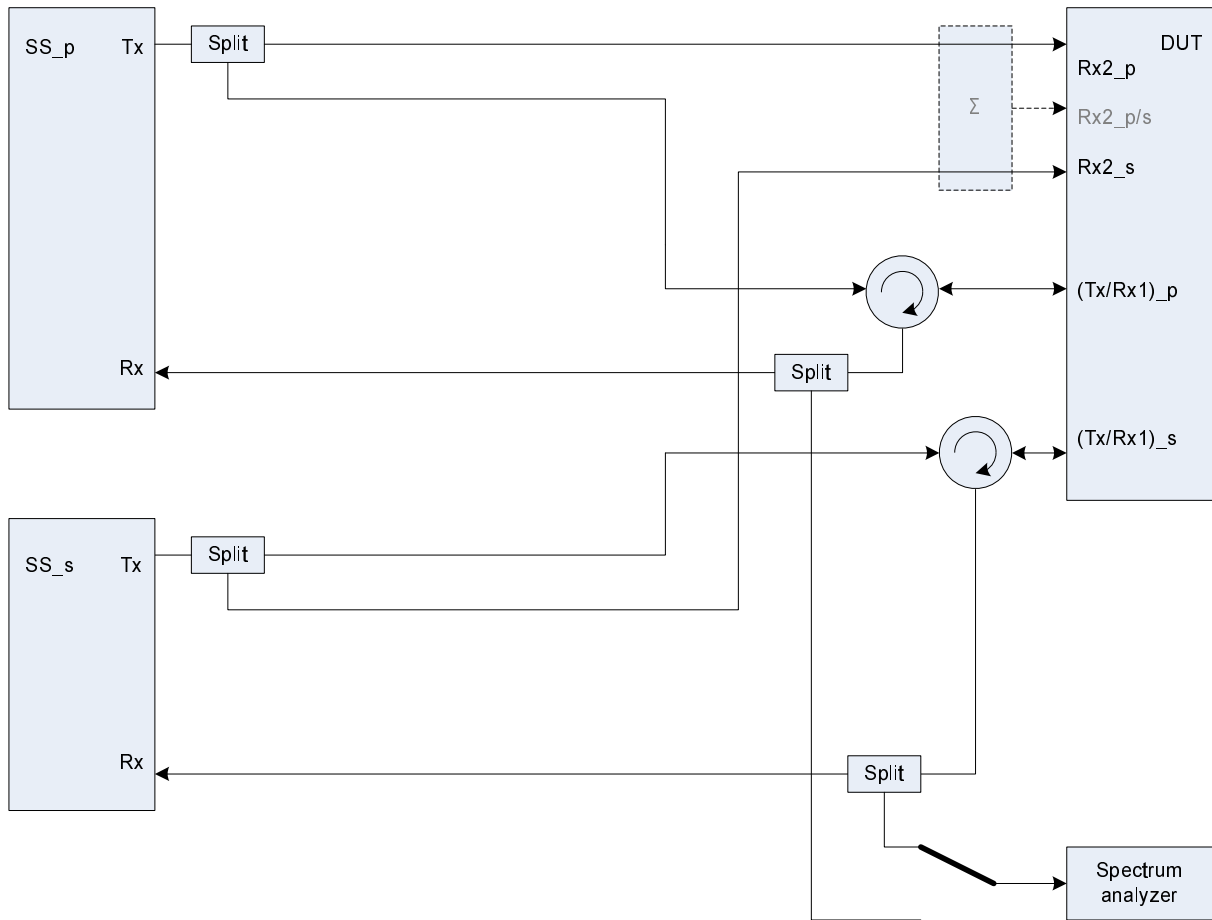 SS_p
Tx
Split
DUT
Rx2_p
Σ
Rx2_p/s
Rx2_s
(Tx/Rx1)_p
Rx
Split
(Tx/Rx1)_s
SS_s
Tx
Split
Rx
Split
Spectrum
analyzer